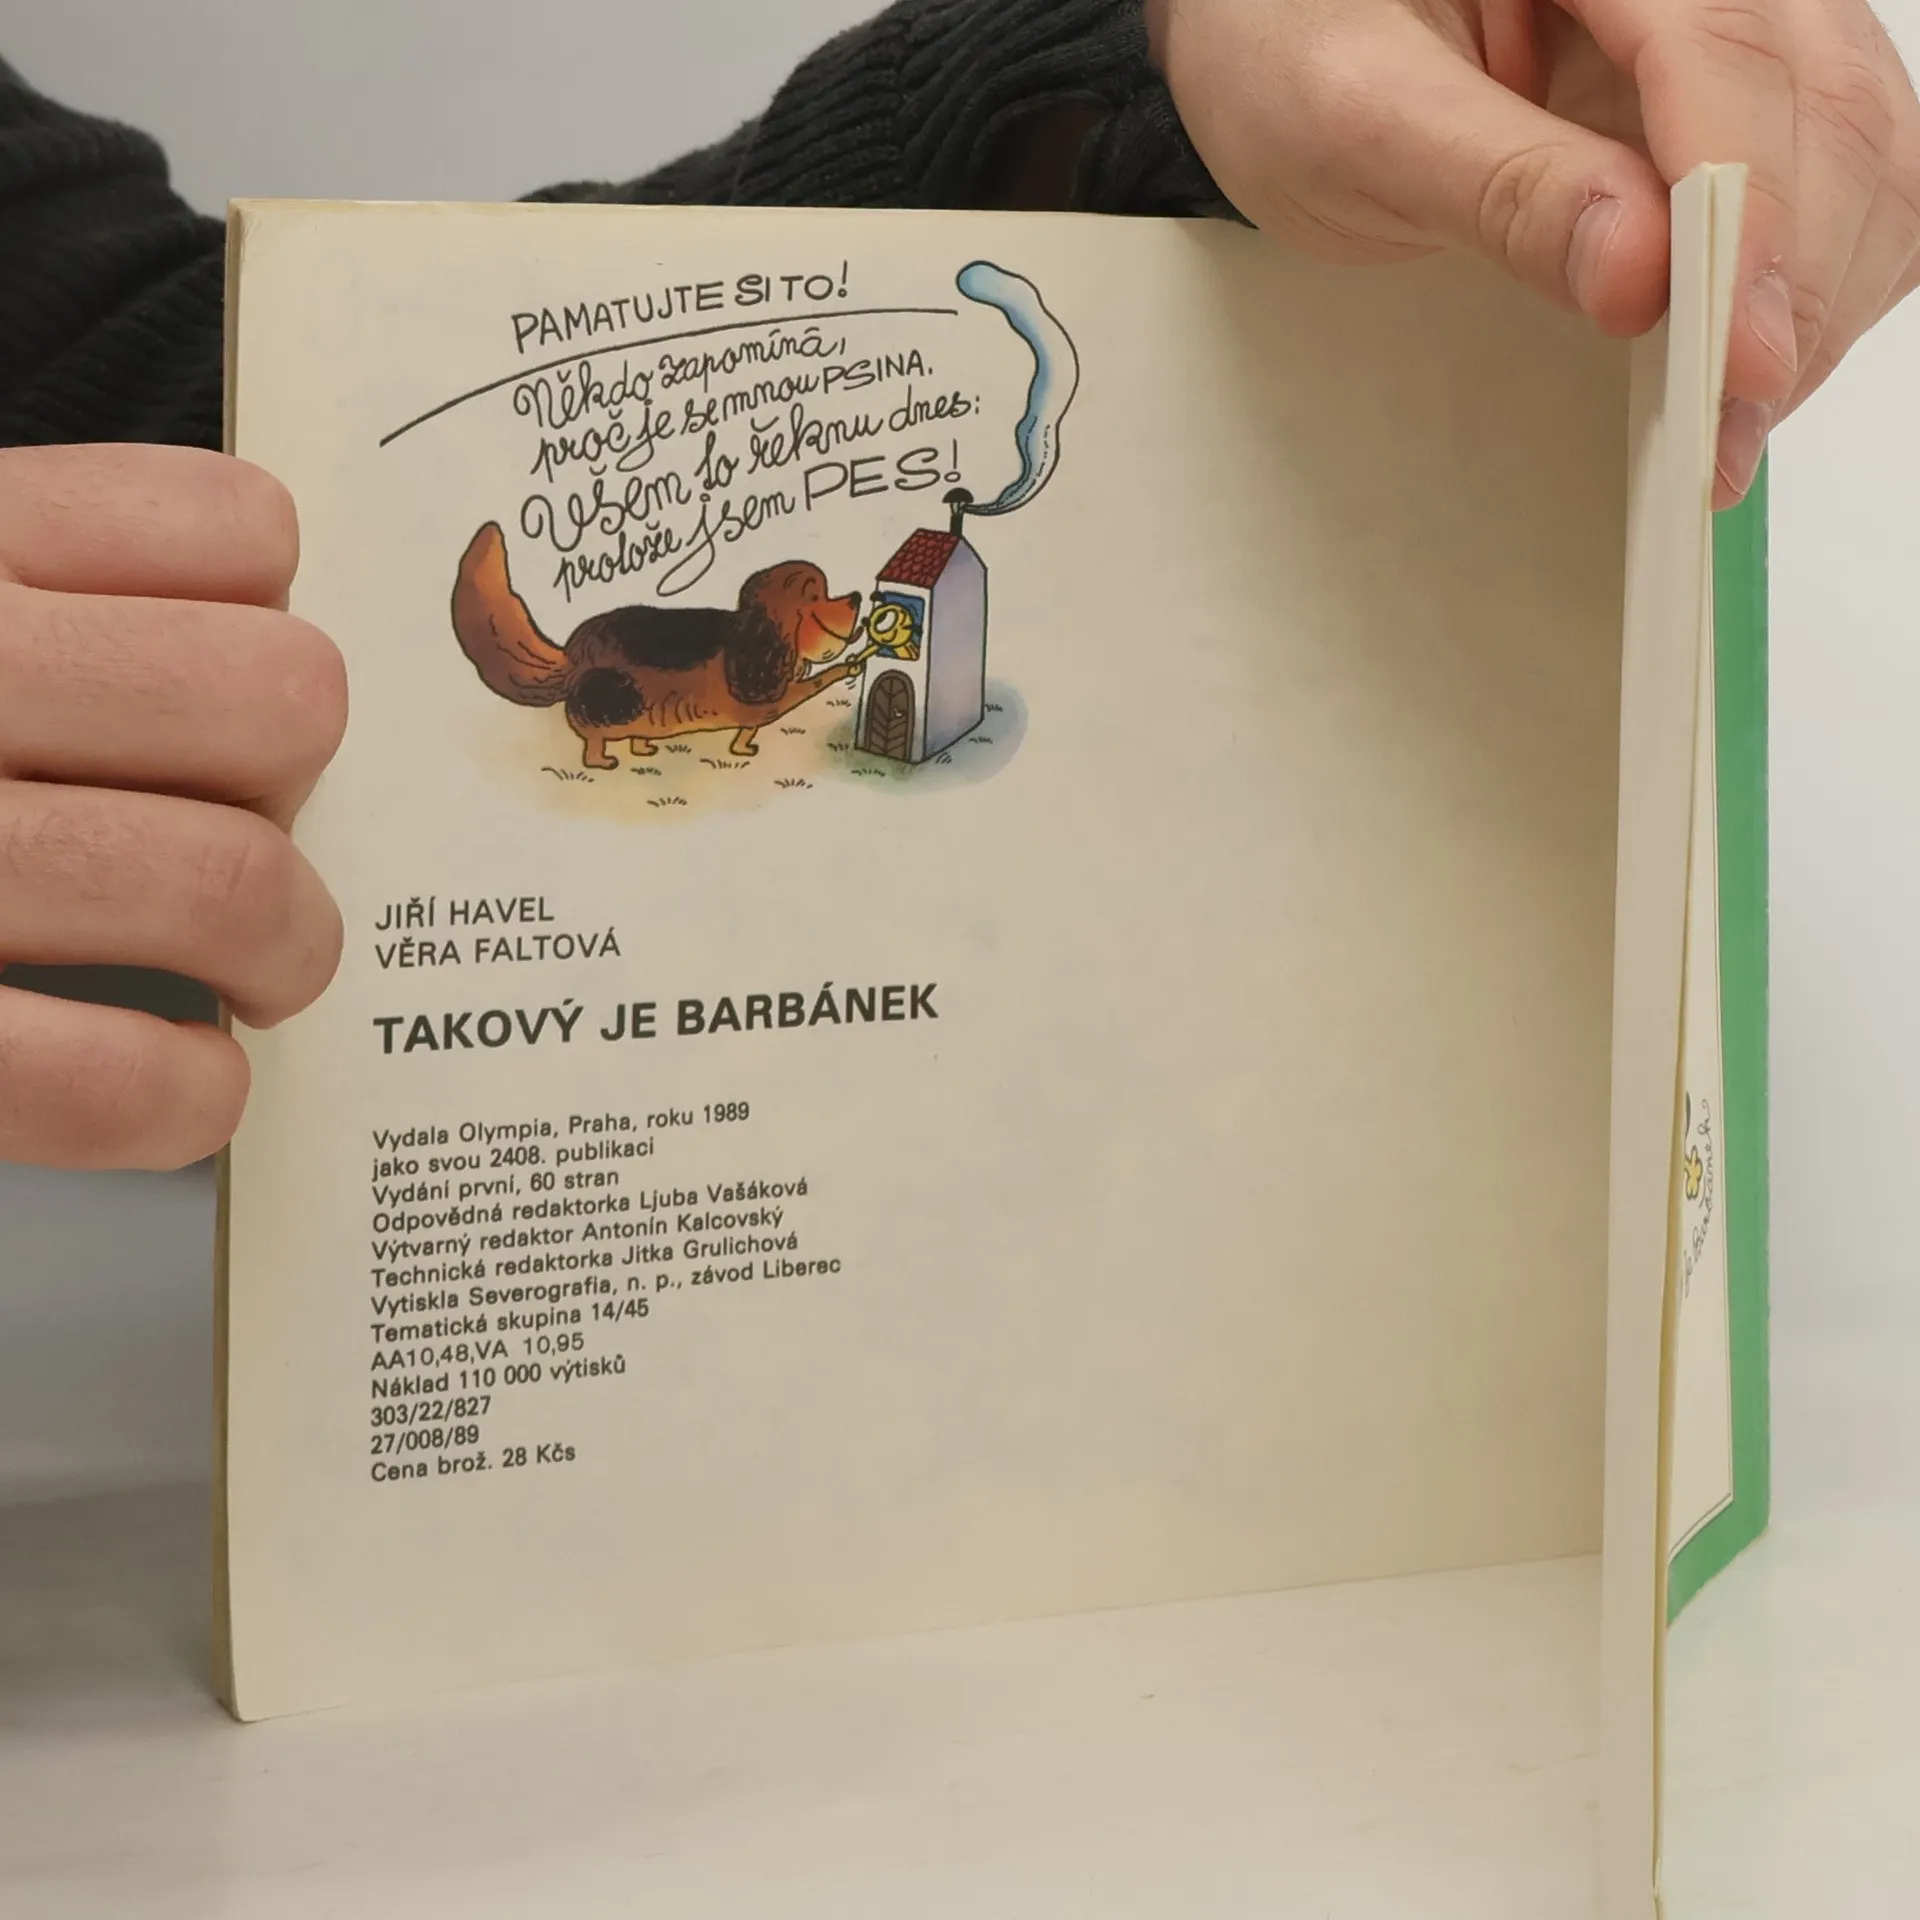 PAMATUJTE SI TO!
Někdo zapomíná,
proč je se mnou PSINA.
Všem to řeknu dnes:
protože jsem PES!
JIŘÍ HAVEL
VĚRA FALTOVÁ
TAKOVÝ JE BARBÁNEK
Vydala Olympia, Praha, roku 1989
jako svou 2408. publikaci
Vydání první, 60 stran
Odpovědná redaktorka Ljuba Vašáková
Výtvarný redaktor Antonín Kalcovský
Technická redaktorka Jitka Grulichová
Vytiskla Severografia, n. p., závod Liberec
Tematická skupina 14/45
AA10,48,VA 10,95
Náklad 110 000 výtisků
303/22/827
27/008/89
Cena brož. 28 Kčs